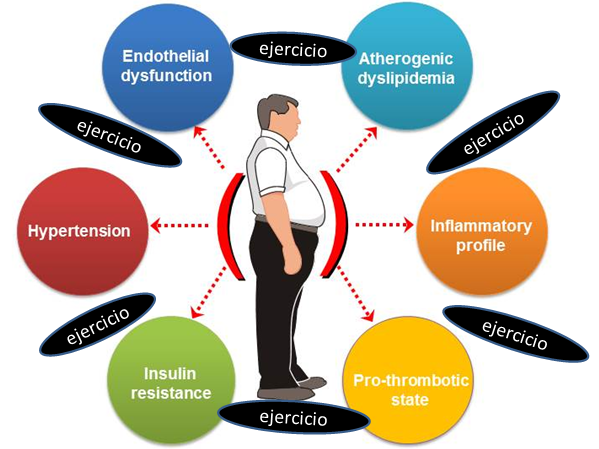 Endothelial
dysfunction
ejercicio
Atherogenic
dyslipidemia
ejercicio
ejercicio
Hypertension
Inflammatory
profile
ejercicio
ejercicio
Insulin
resistance
Pro-thrombotic
state
ejercicio